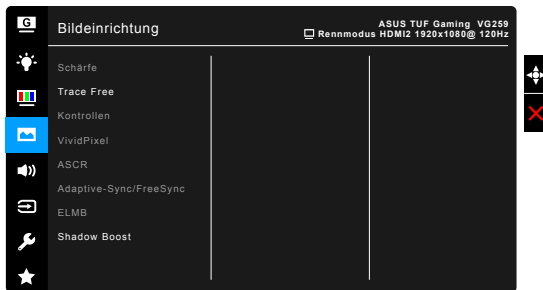 G
Bildeinrichtung
ASUS TUF Gaming VG259
Rennmodus HDMI2 1920x1080@ 120Hz
Schärfe
Trace Free
Kontrollen
VividPixel
ASCR
Adaptive-Sync/FreeSync
ELMB
Shadow Boost